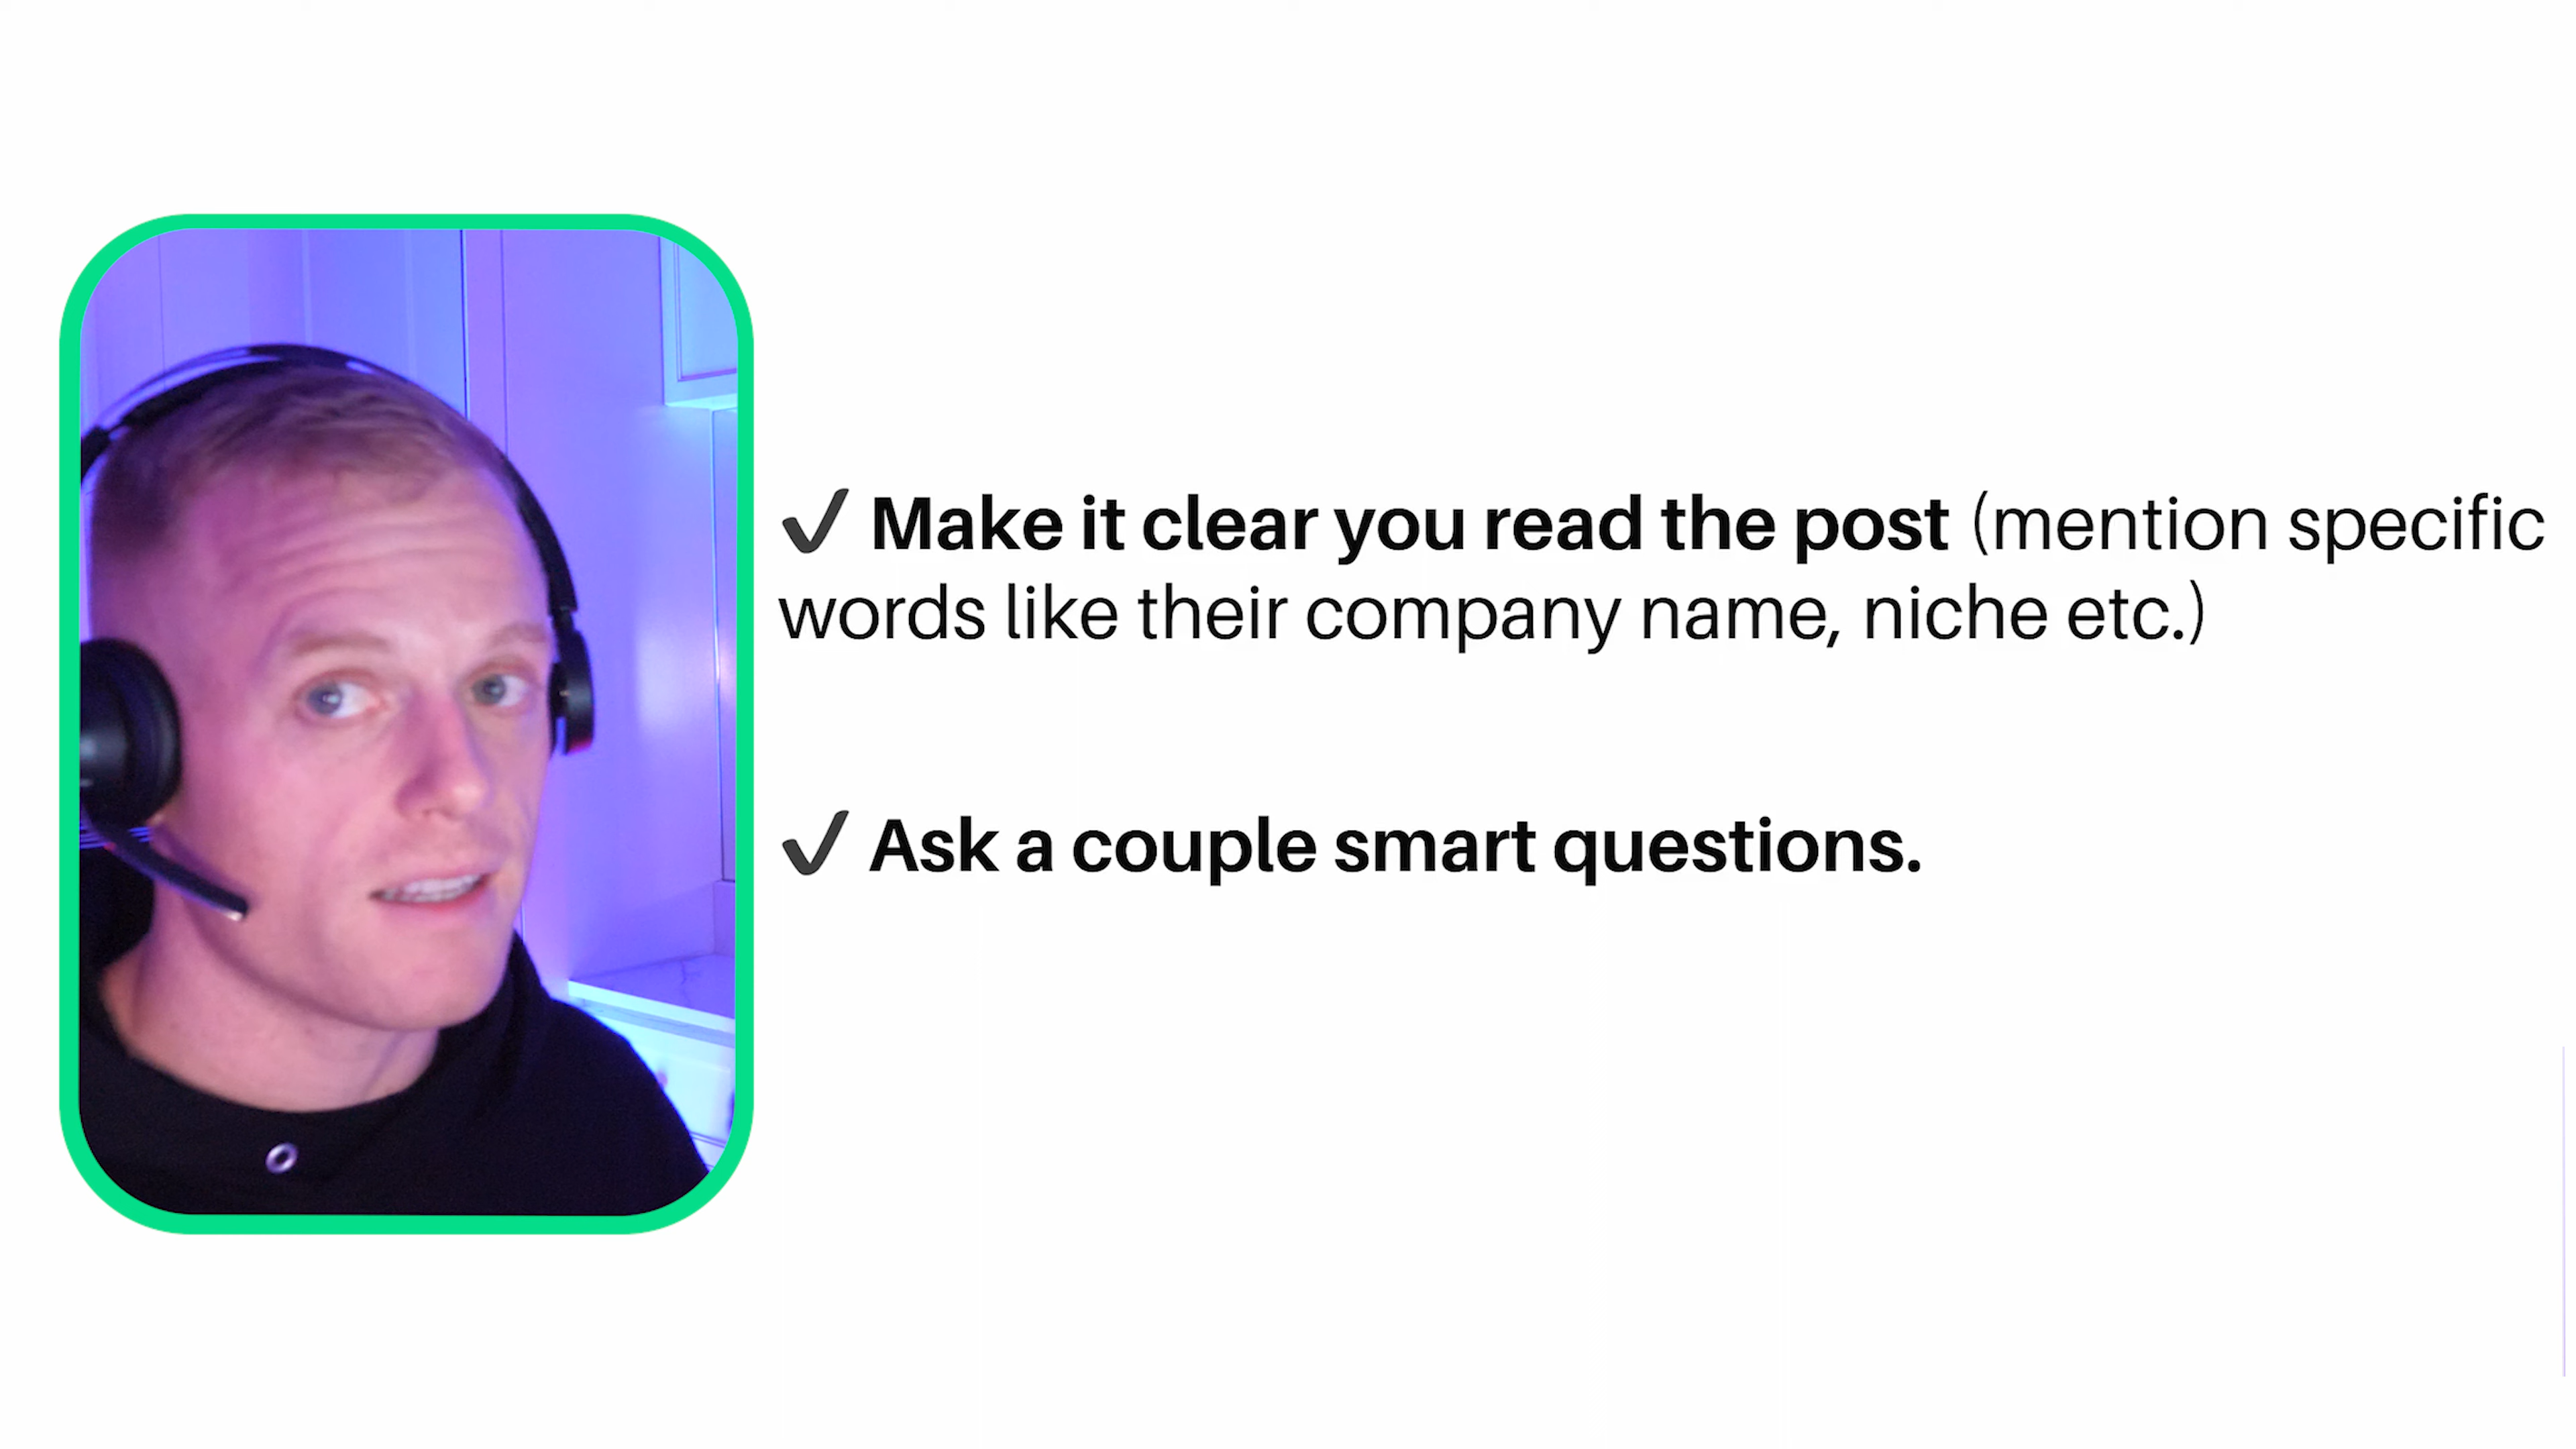 ✔ Make it clear you read the post (mention specific
words like their company name, niche etc.)
✔ Ask a couple smart questions.